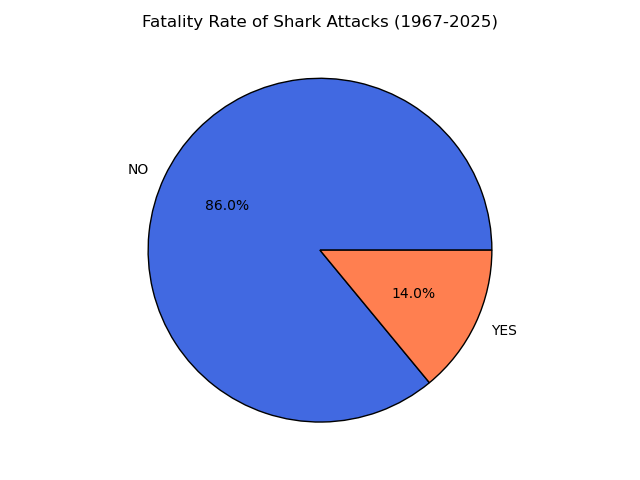 Fatality Rate of Shark Attacks (1967-2025)
NO
86.0%
14.0%
YES